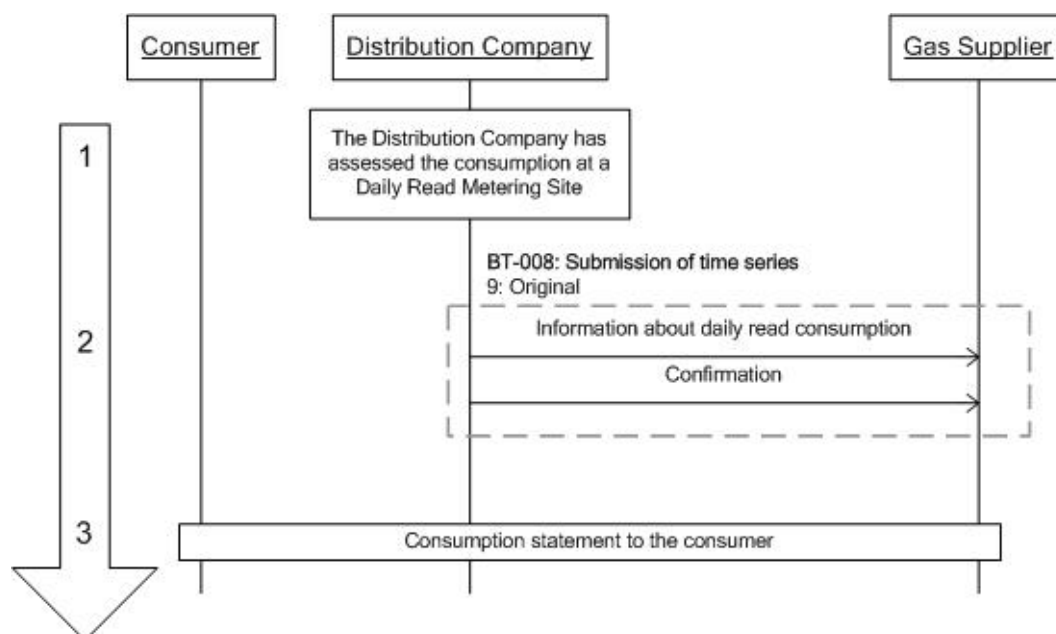 Consumer
Distribution Company
Gas Supplier
1
The Distribution Company has
assessed the consumption at a
Daily Read Metering Site
BT-008: Submission of time series
9: Original
2
Information about daily read consumption
Confirmation
3
Consumption statement to the consumer